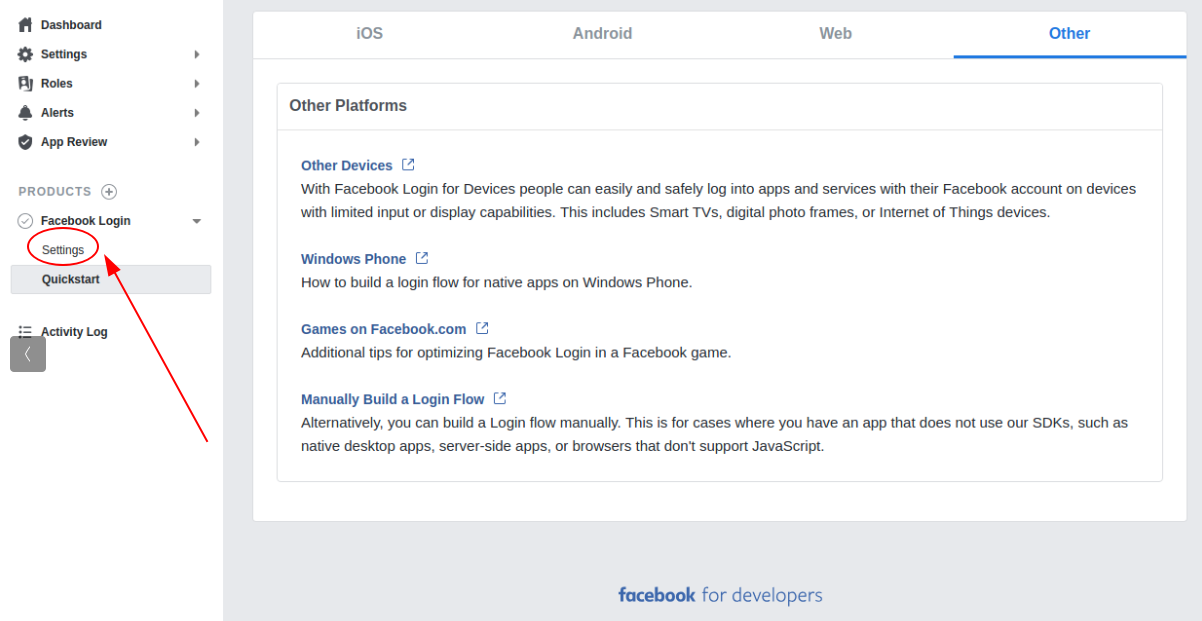 Dashboard
Settings
Roles
Alerts
App Review
PRODUCTS
Facebook Login
Settings
Quickstart
Activity Log
iOS
Android
Web
Other
Other Platforms
Other Devices
With Facebook Login for Devices people can easily and safely log into apps and services with their Facebook account on devices
with limited input or display capabilities. This includes Smart TVs, digital photo frames, or Internet of Things devices.
Windows Phone
How to build a login flow for native apps on Windows Phone.
Games on Facebook.com
Additional tips for optimizing Facebook Login in a Facebook game.
Manually Build a Login Flow
Alternatively, you can build a Login flow manually. This is for cases where you have an app that does not use our SDKs, such as
native desktop apps, server-side apps, or browsers that don't support JavaScript.
facebook for developers